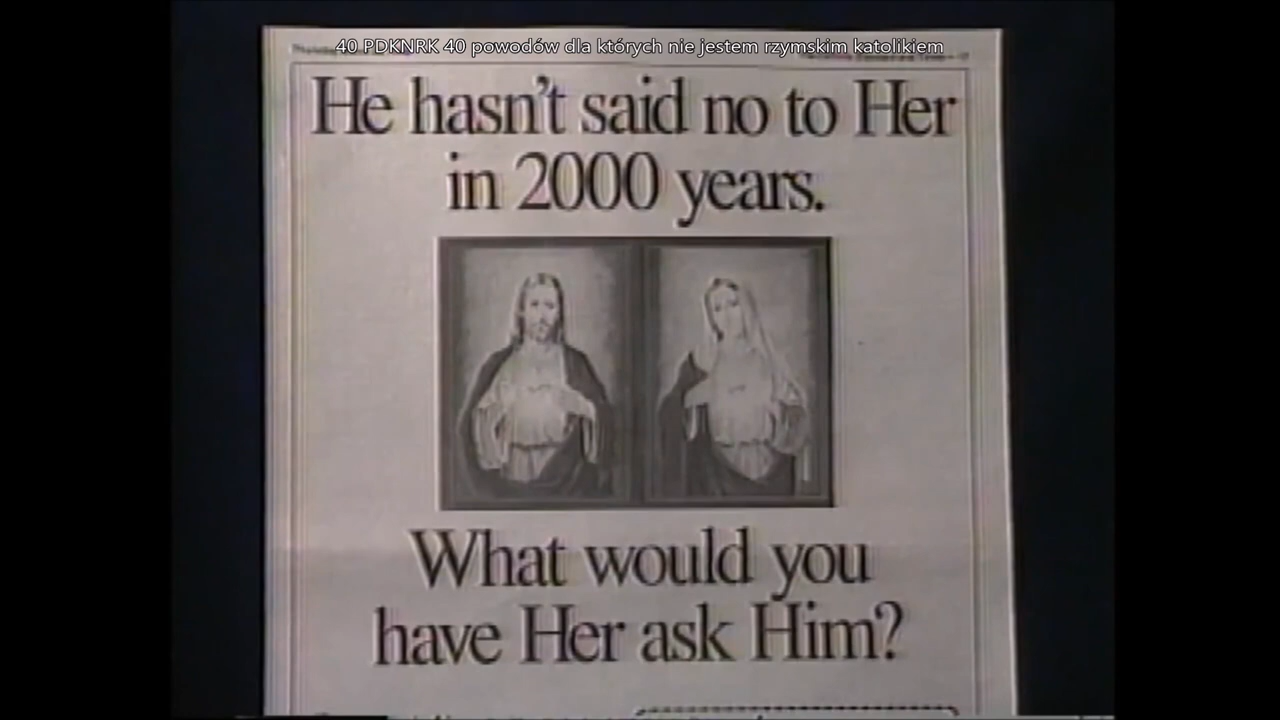 40 PDKNRK 40 powodów dla których nie jestem rzymskim katolikiem
He hasn't said no to Her
in 2000 years.
What would you
have Her ask Him?